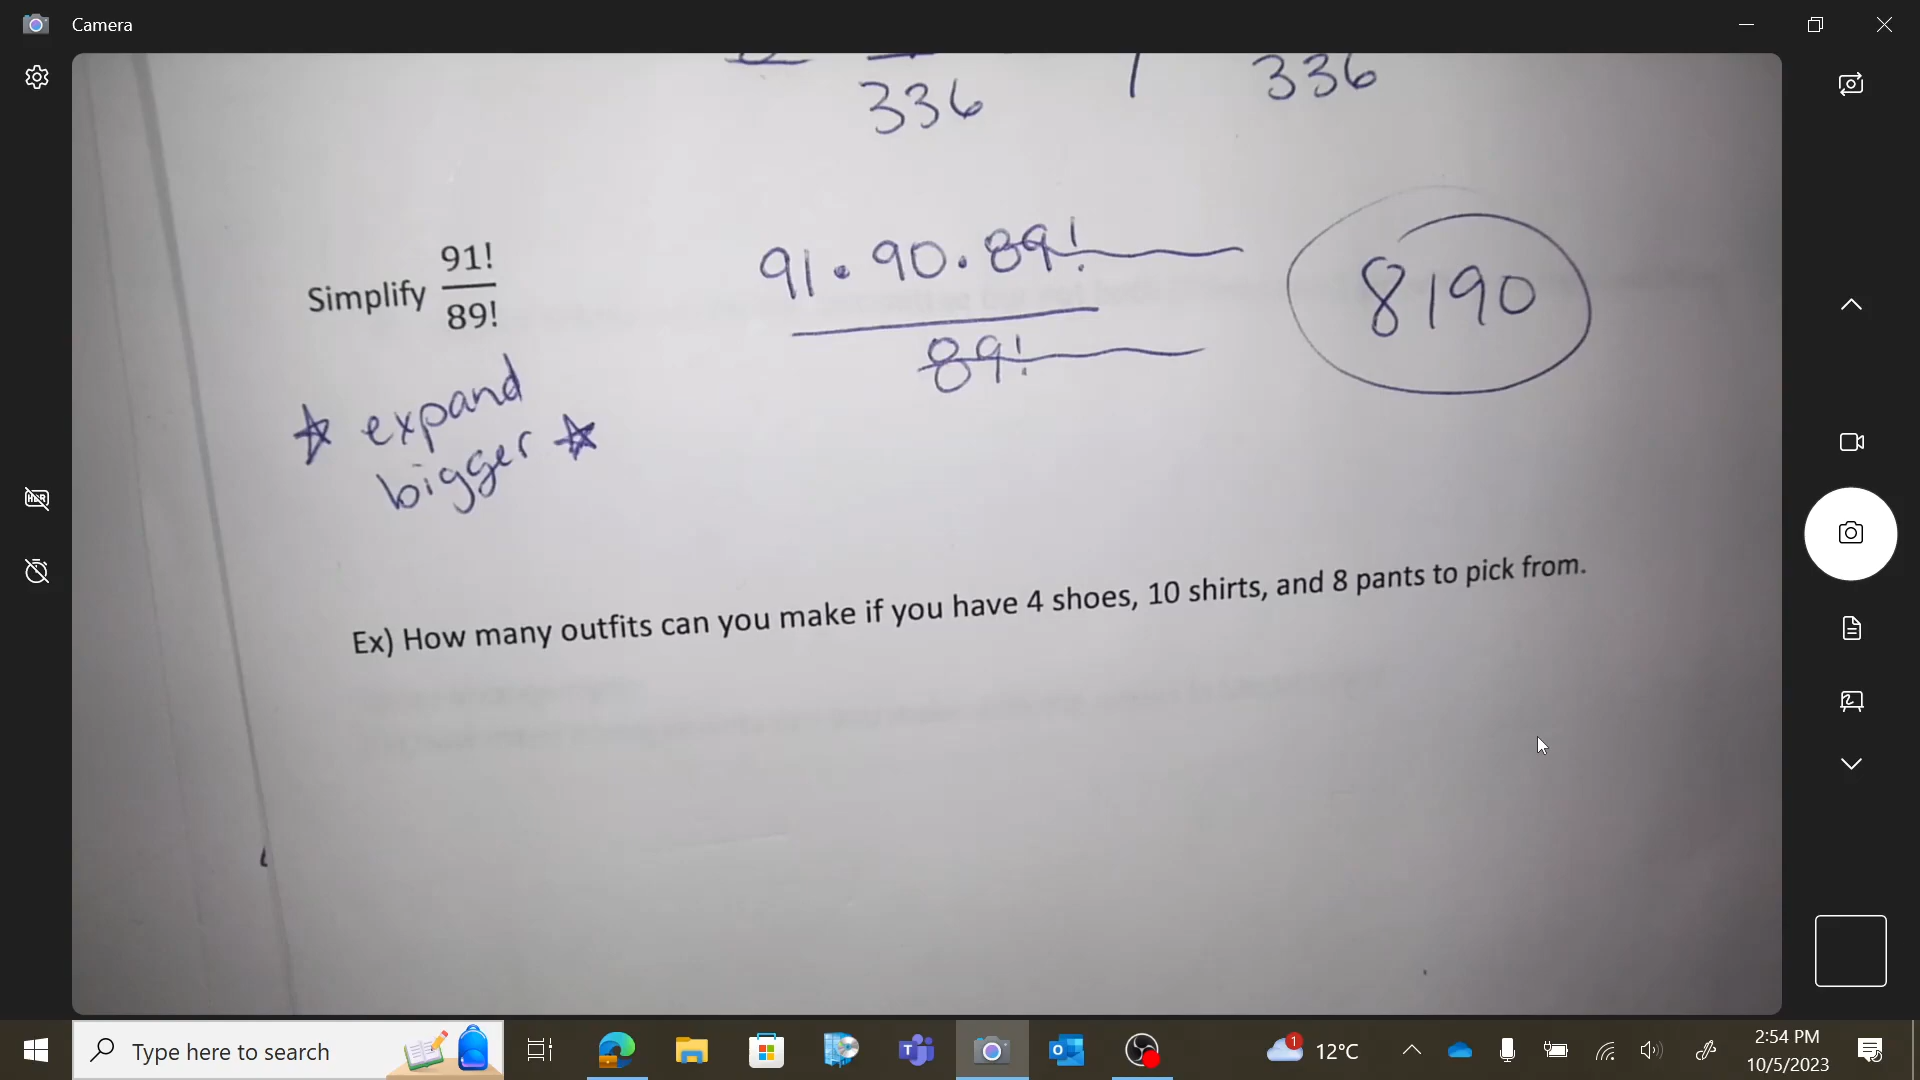 Camera
336 336
Simplify 91!
89!
91 . 90 . 89!
89!
8190
☆ expand
bigger ☆
Ex) How many outfits can you make if you have 4 shoes, 10 shirts, and 8 pants to pick from.
Type here to search
1
12°C
2:54 PM
10/5/2023